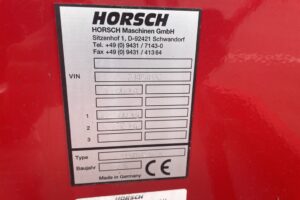 HORSCH
HORSCH Maschinen GmbH
Sitzenhof 1, D-92421 Schwandorf
Tel. +49 (0) 9431 / 7143-0
Fax +49 (0) 9431 / 41364
VIN
1
2
3
Type
Baujahr
Made in Germany
CE
HORSCH